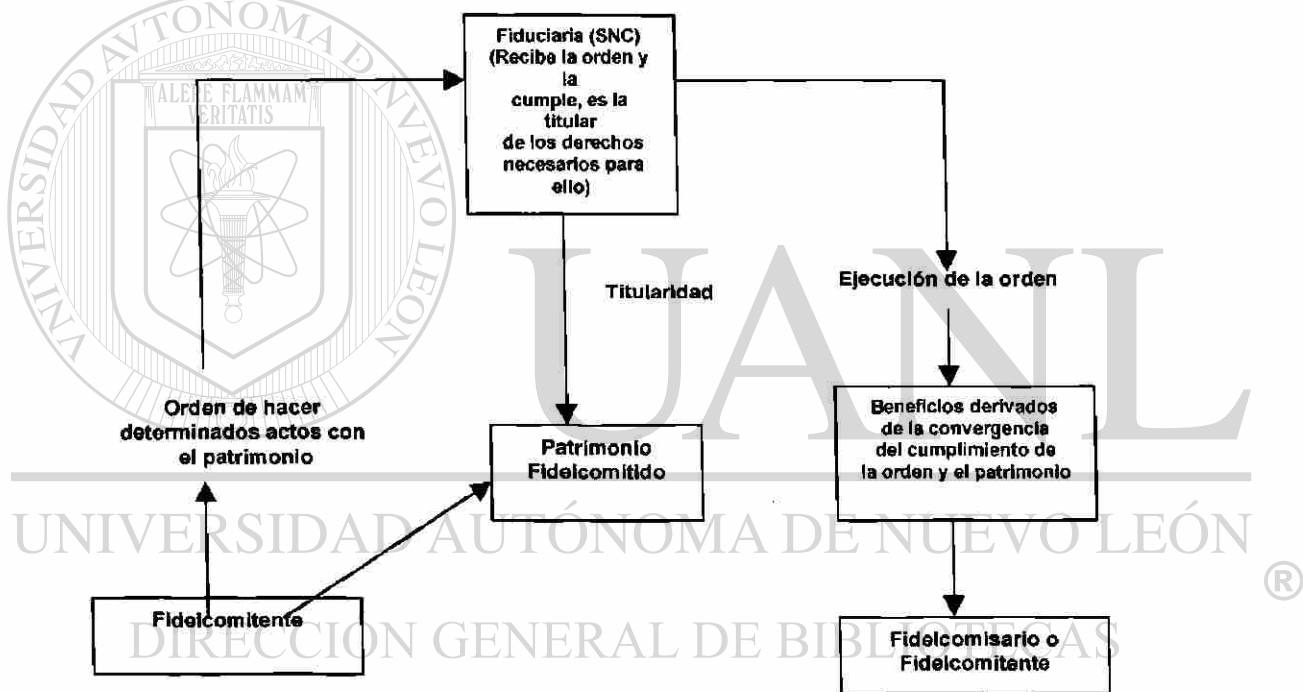 Fiduciaria (SNC)
(Recibe la orden y
la
cumple, es la
titular
de los derechos
necesarios para
ello)
Titularidad
Ejecución de la orden
Orden de hacer
determinados actos con
el patrimonio
Patrimonio
Fideicomitido
Beneficios derivados
de la convergencia
del cumplimiento de
la orden y el patrimonio
Fideicomitente
Fideicomisario o
Fideicomitente
UNIVERSIDAD AUTONOMA DE NUEVO LEON
ALERE FLAMMAM
VERITATIS
UANL
UNIVERSIDAD AUTÓNOMA DE NUEVO LEÓN
®
DIRECCIÓN GENERAL DE BIBLIOTECAS